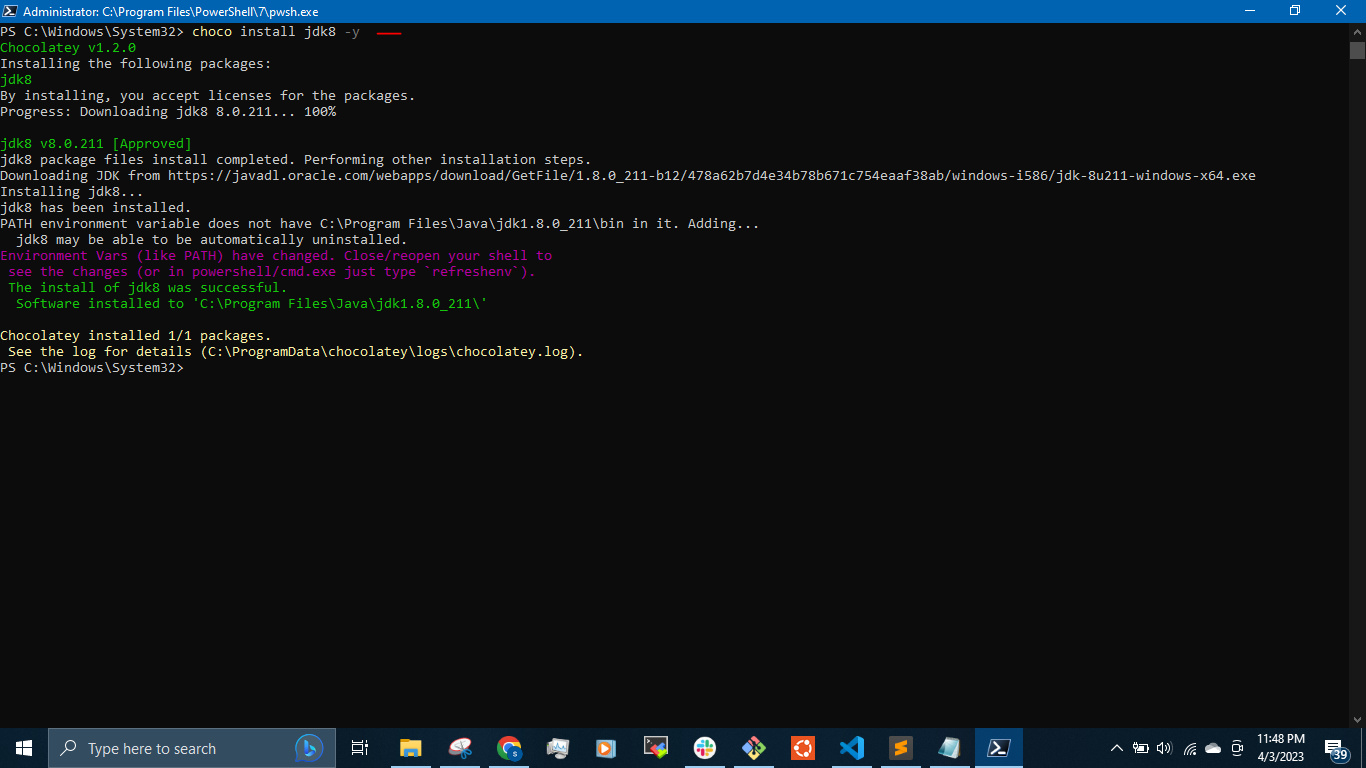 Administrator: C:\Program Files\PowerShell\7\pwsh.exe
PS C:\Windows\System32> choco install jdk8 -y
Chocolatey v1.2.0
Installing the following packages:
jdk8
By installing, you accept licenses for the packages.
Progress: Downloading jdk8 8.0.211... 100%
jdk8 v8.0.211 [Approved]
jdk8 package files install completed. Performing other installation steps.
Downloading JDK from https://javadl.oracle.com/webapps/download/GetFile/1.8.0_211-b12/478a62b7d4e34b78b671c754eaaf38ab/windows-i586/jdk-8u211-windows-x64.exe
Installing jdk8...
jdk8 has been installed.
PATH environment variable does not have C:\Program Files\Java\jdk1.8.0_211\bin in it. Adding...
  jdk8 may be able to be automatically uninstalled.
Environment Vars (like PATH) have changed. Close/reopen your shell to
 see the changes (or in powershell/cmd.exe just type `refreshenv`).
 The install of jdk8 was successful.
  Software installed to 'C:\Program Files\Java\jdk1.8.0_211\'
Chocolatey installed 1/1 packages.
 See the log for details (C:\ProgramData\chocolatey\logs\chocolatey.log).
PS C:\Windows\System32>
Type here to search
11:48 PM
4/3/2023
39